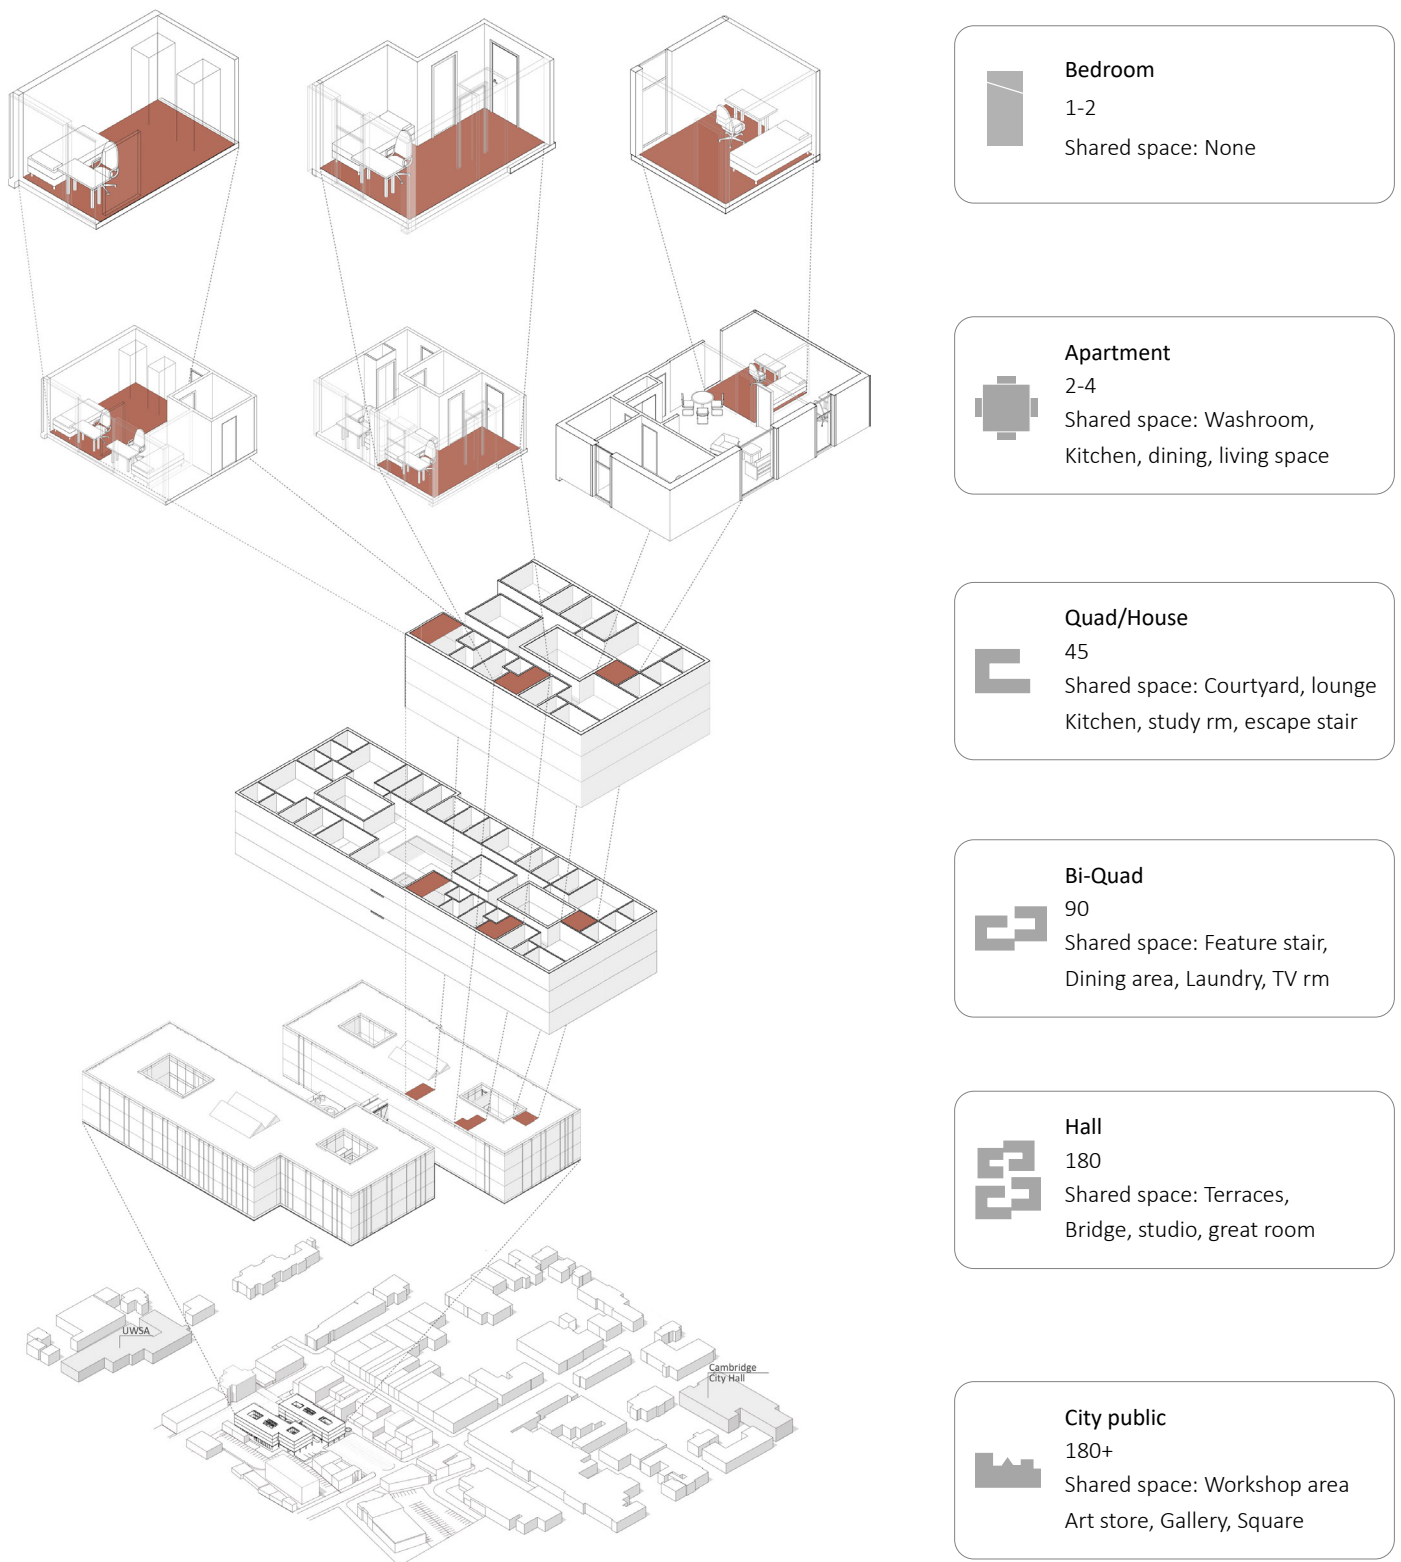 Bedroom
1-2
Shared space: None
Apartment
2-4
Shared space: Washroom,
Kitchen, dining, living space
Quad/House
45
Shared space: Courtyard, lounge
Kitchen, study rm, escape stair
Bi-Quad
90
Shared space: Feature stair,
Dining area, Laundry, TV rm
Hall
180
Shared space: Terraces,
Bridge, studio, great room
UWSA
Cambridge
City Hall
City public
180+
Shared space: Workshop area
Art store, Gallery, Square